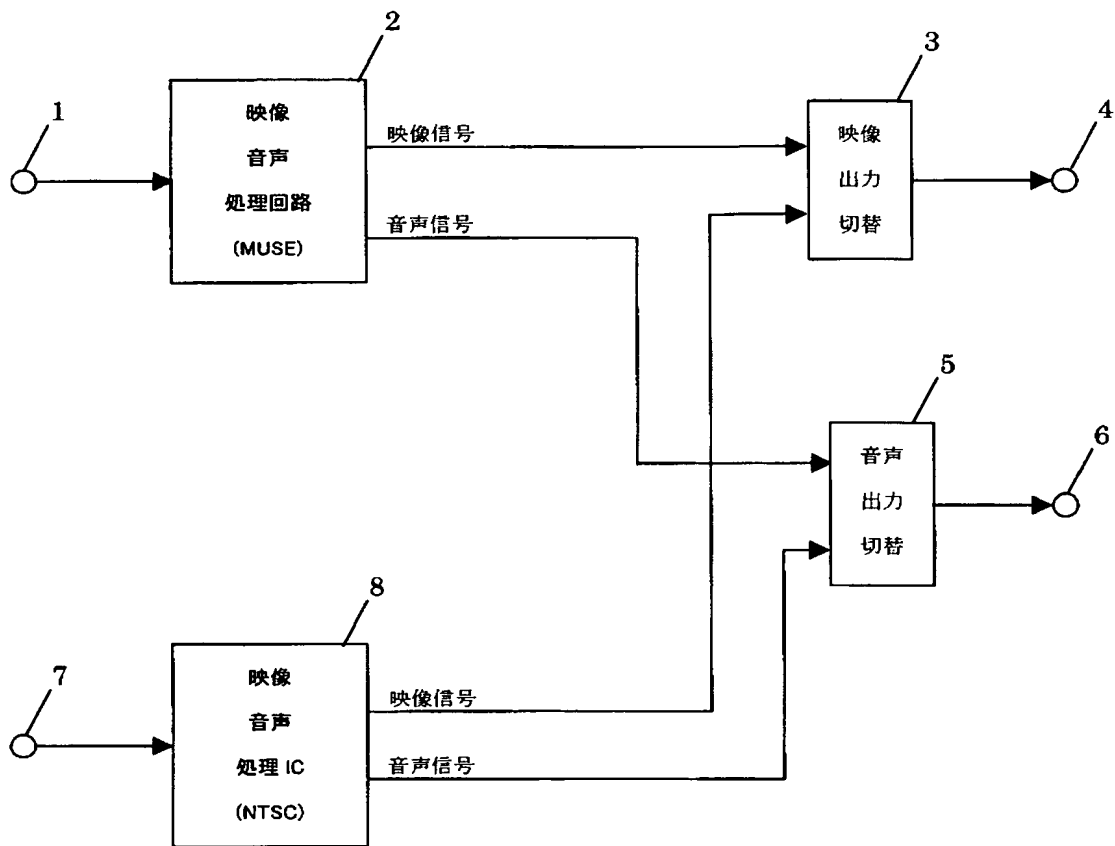 1
2
映像
音声
処理回路
(MUSE)
映像信号
音声信号
3
映像
出力
切替
4
5
音声
出力
切替
6
7
8
映像
音声
処理 IC
(NTSC)
映像信号
音声信号